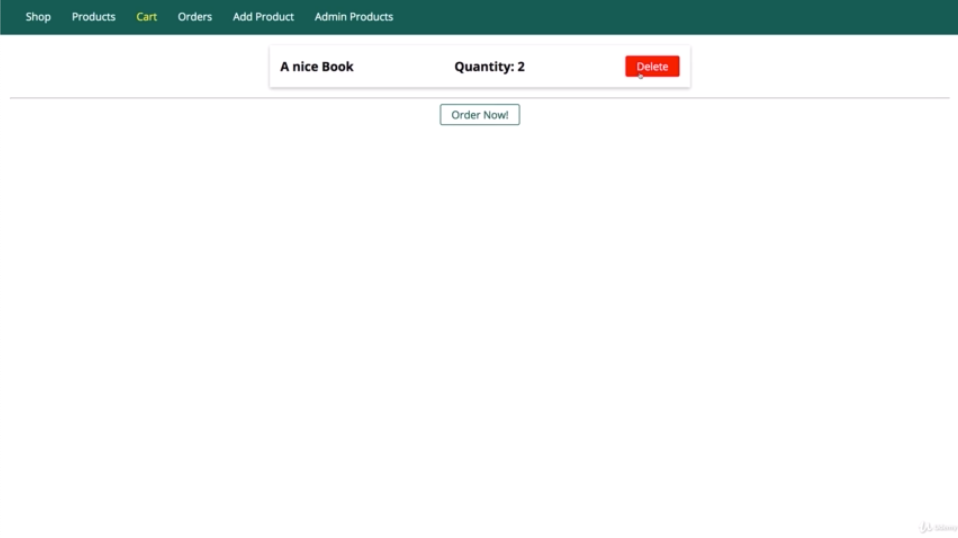 Shop Products Cart Orders Add Product Admin Products
A nice Book Quantity: 2 Delete
Order Now!
Udemy